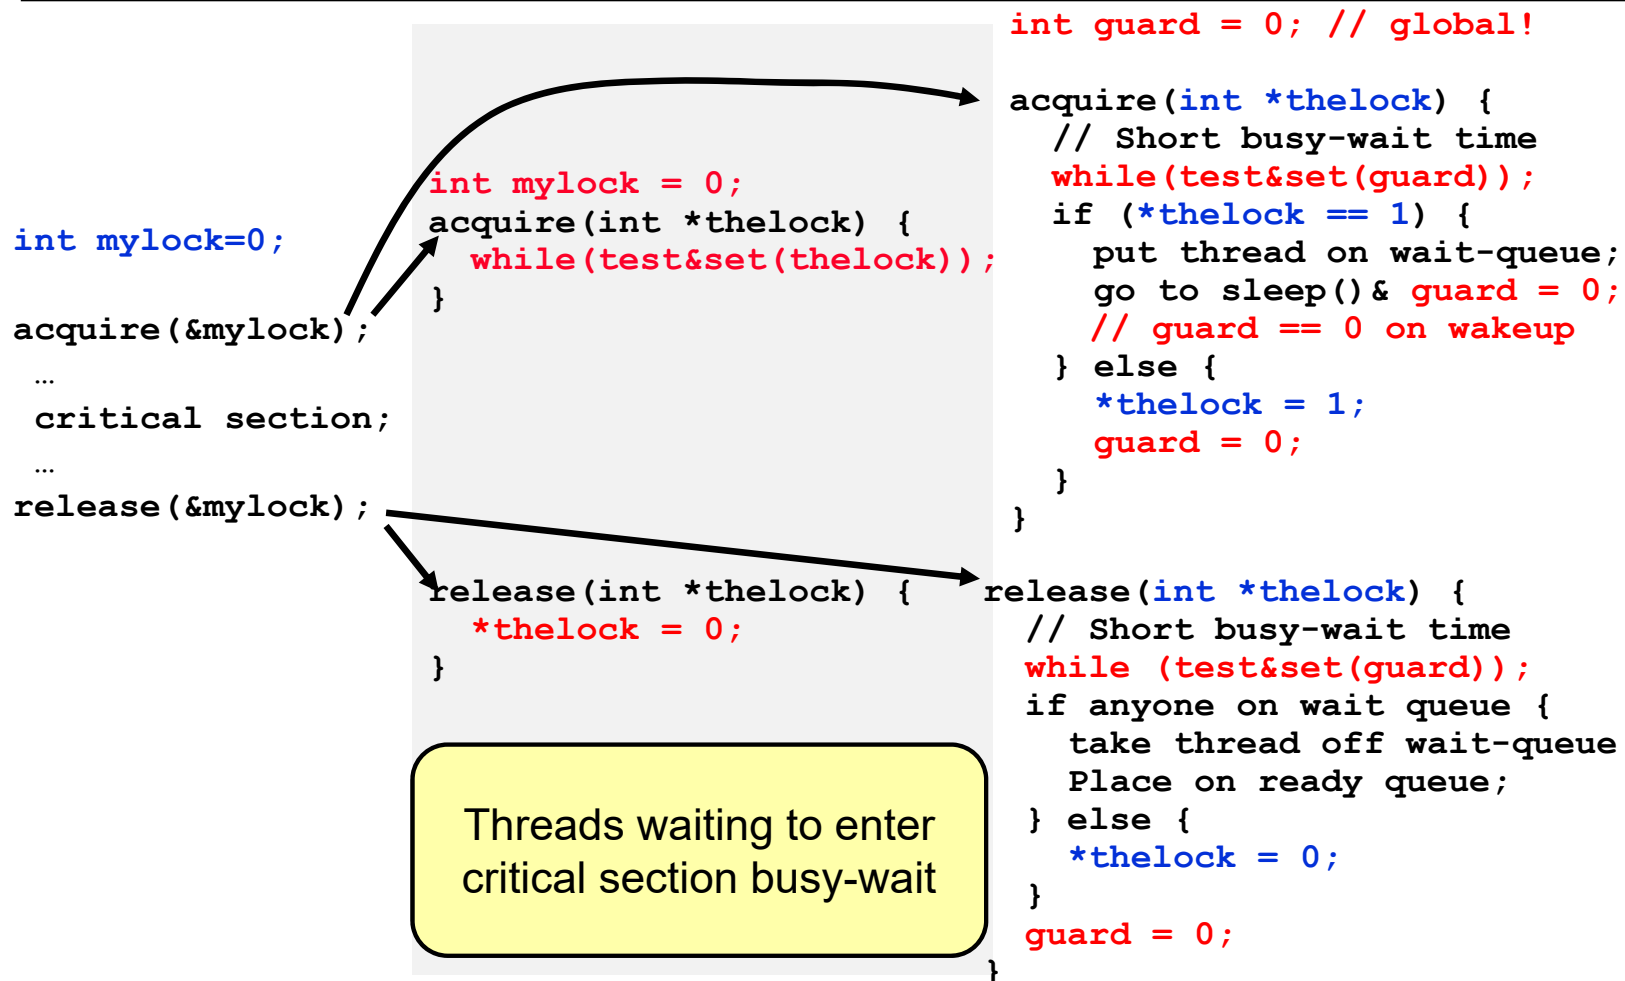 int mylock=0;
acquire(&mylock);
…
critical section;
…
release(&mylock);
int mylock = 0;
acquire(int *thelock) {
while(test&set(thelock));
}
release(int *thelock) {
*thelock = 0;
}
Threads waiting to enter
critical section busy-wait
int guard = 0; // global!
acquire(int *thelock) {
// Short busy-wait time
while(test&set(guard));
if (*thelock == 1) {
put thread on wait-queue;
go to sleep()& guard = 0;
// guard == 0 on wakeup
} else {
*thelock = 1;
guard = 0;
}
}
release(int *thelock) {
// Short busy-wait time
while (test&set(guard));
if anyone on wait queue {
take thread off wait-queue
Place on ready queue;
} else {
*thelock = 0;
}
guard = 0;
}